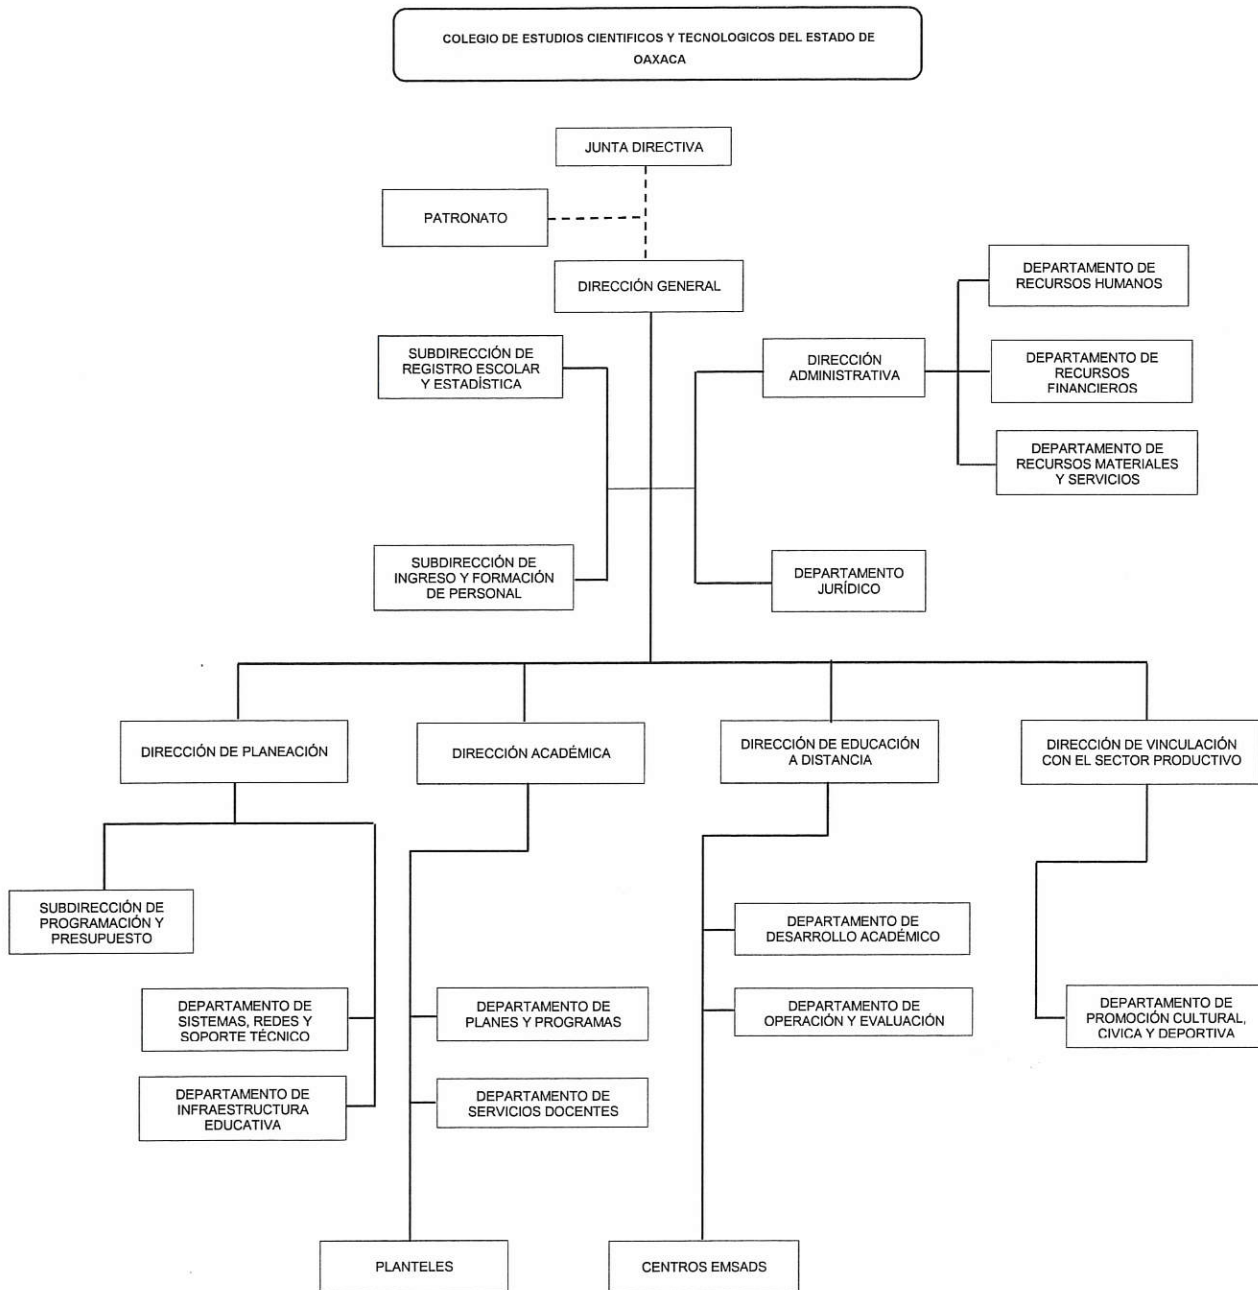 COLEGIO DE ESTUDIOS CIENTIFICOS Y TECNOLOGICOS DEL ESTADO DE
OAXACA
JUNTA DIRECTIVA
PATRONATO
DIRECCIÓN GENERAL
DEPARTAMENTO DE
RECURSOS HUMANOS
SUBDIRECCIÓN DE
REGISTRO ESCOLAR
Y ESTADÍSTICA
DIRECCIÓN
ADMINISTRATIVA
DEPARTAMENTO DE
RECURSOS
FINANCIEROS
DEPARTAMENTO DE
RECURSOS MATERIALES
Y SERVICIOS
SUBDIRECCIÓN DE
INGRESO Y FORMACIÓN
DE PERSONAL
DEPARTAMENTO
JURÍDICO
DIRECCIÓN DE PLANEACIÓN
DIRECCIÓN ACADÉMICA
DIRECCIÓN DE EDUCACIÓN
A DISTANCIA
DIRECCIÓN DE VINCULACIÓN
CON EL SECTOR PRODUCTIVO
SUBDIRECCIÓN DE
PROGRAMACIÓN Y
PRESUPUESTO
DEPARTAMENTO DE
DESARROLLO ACADÉMICO
DEPARTAMENTO DE
SISTEMAS, REDES Y
SOPORTE TÉCNICO
DEPARTAMENTO DE
PLANES Y PROGRAMAS
DEPARTAMENTO DE
OPERACIÓN Y EVALUACIÓN
DEPARTAMENTO DE
PROMOCIÓN CULTURAL,
CIVICA Y DEPORTIVA
DEPARTAMENTO DE
INFRAESTRUCTURA
EDUCATIVA
DEPARTAMENTO DE
SERVICIOS DOCENTES
PLANTELES
CENTROS EMSADS